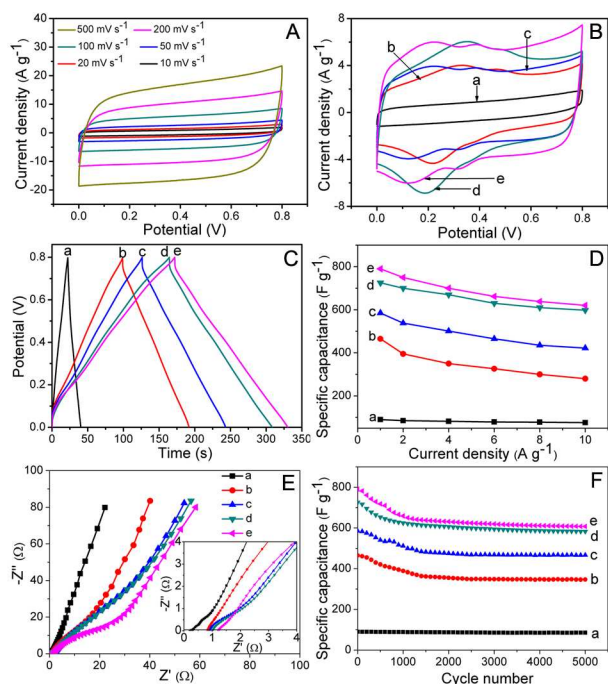 A
500 mV s⁻¹ 200 mV s⁻¹
100 mV s⁻¹ 50 mV s⁻¹
20 mV s⁻¹ 10 mV s⁻¹
Current density (A g⁻¹)
40
30
20
10
0
-10
-20
0.0 0.2 0.4 0.6 0.8
Potential (V)
B
b
a
c
e
d
Current density (A g⁻¹)
8
4
0
-4
-8
0.0 0.2 0.4 0.6 0.8
Potential (V)
C
a b c d e
Potential (V)
0.8
0.6
0.4
0.2
0.0
0 50 100 150 200 250 300 350
Time (s)
D
e
d
c
b
a
Specific capacitance (F g⁻¹)
800
600
400
200
0 2 4 6 8 10
Current density (A g⁻¹)
E
a
b
c
d
e
-Z'' (Ω)
-100
-80
-60
-40
-20
0
0 20 40 60 80 100
Z' (Ω)
-Z'' (Ω)
4
2
0
0 1 2 3 4
Z' (Ω)
F
e
d
c
b
a
Specific capacitance (F g⁻¹)
800
600
400
200
0
0 1000 2000 3000 4000 5000
Cycle number